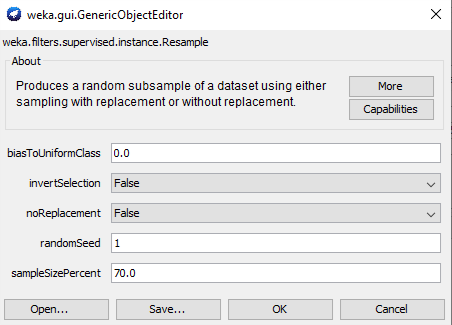 weka.gui.GenericObjectEditor
weka.filters.supervised.instance.Resample
About
Produces a random subsample of a dataset using either
sampling with replacement or without replacement.
More
Capabilities
biasToUniformClass 0.0
invertSelection False
noReplacement False
randomSeed 1
sampleSizePercent 70.0
Open... Save... OK Cancel